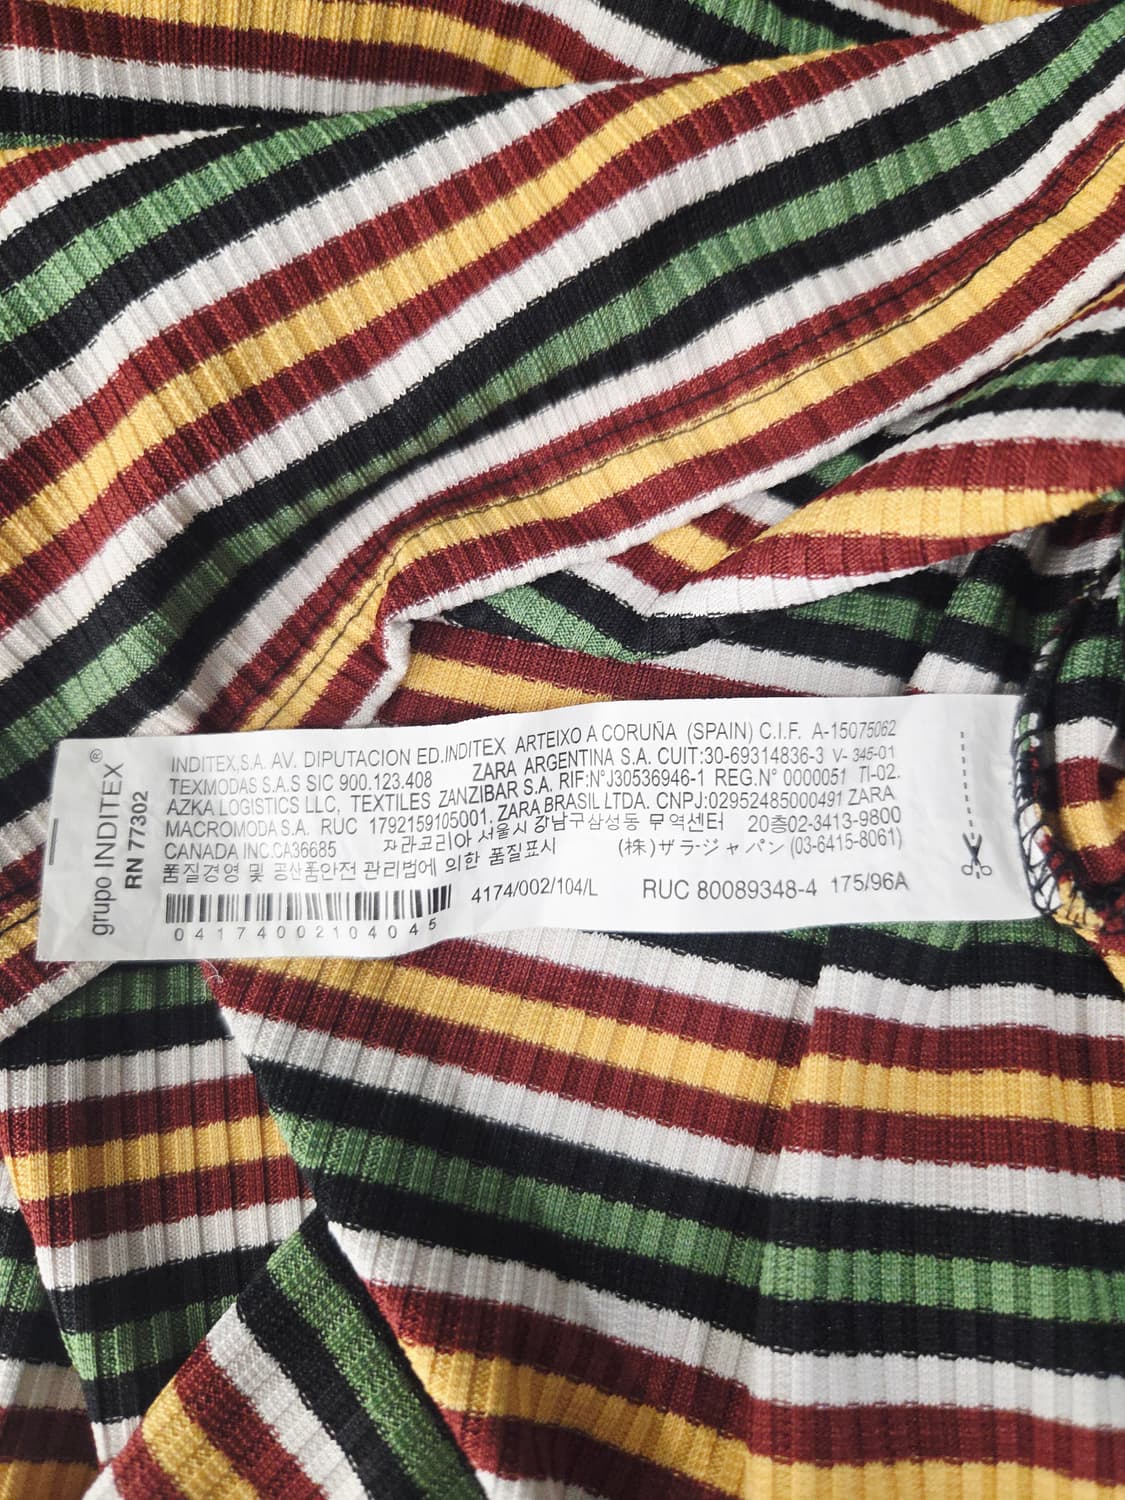 grupo INDITEX®
RN 77302
INDITEX.S.A. AV. DIPUTACION ED.INDITEX ARTEIXO A CORUÑA (SPAIN) C.I.F. A-15075062
TEXMODAS S.A.S SIC 900.123.408 ZARA ARGENTINA S.A. CUIT:30-69314836-3 V- 345-01
AZKA LOGISTICS LLC, TEXTILES ZANZIBAR S.A. RIF:N°J30536946-1 REG.N° 0000051 TI-02.
MACROMODA S.A. RUC 1792159105001. ZARA BRASIL LTDA. CNPJ:02952485000491 ZARA
CANADA INC.CA36685 자라코리아 서울시 강남구삼성동 무역센터 20층02-3413-9800
품질경영 및 공산품안전 관리법에 의한 품질표시 (株)ザラ-ジャパン (03-6415-8061)
4174/002/104/L RUC 80089348-4 175/96A
04174002104045